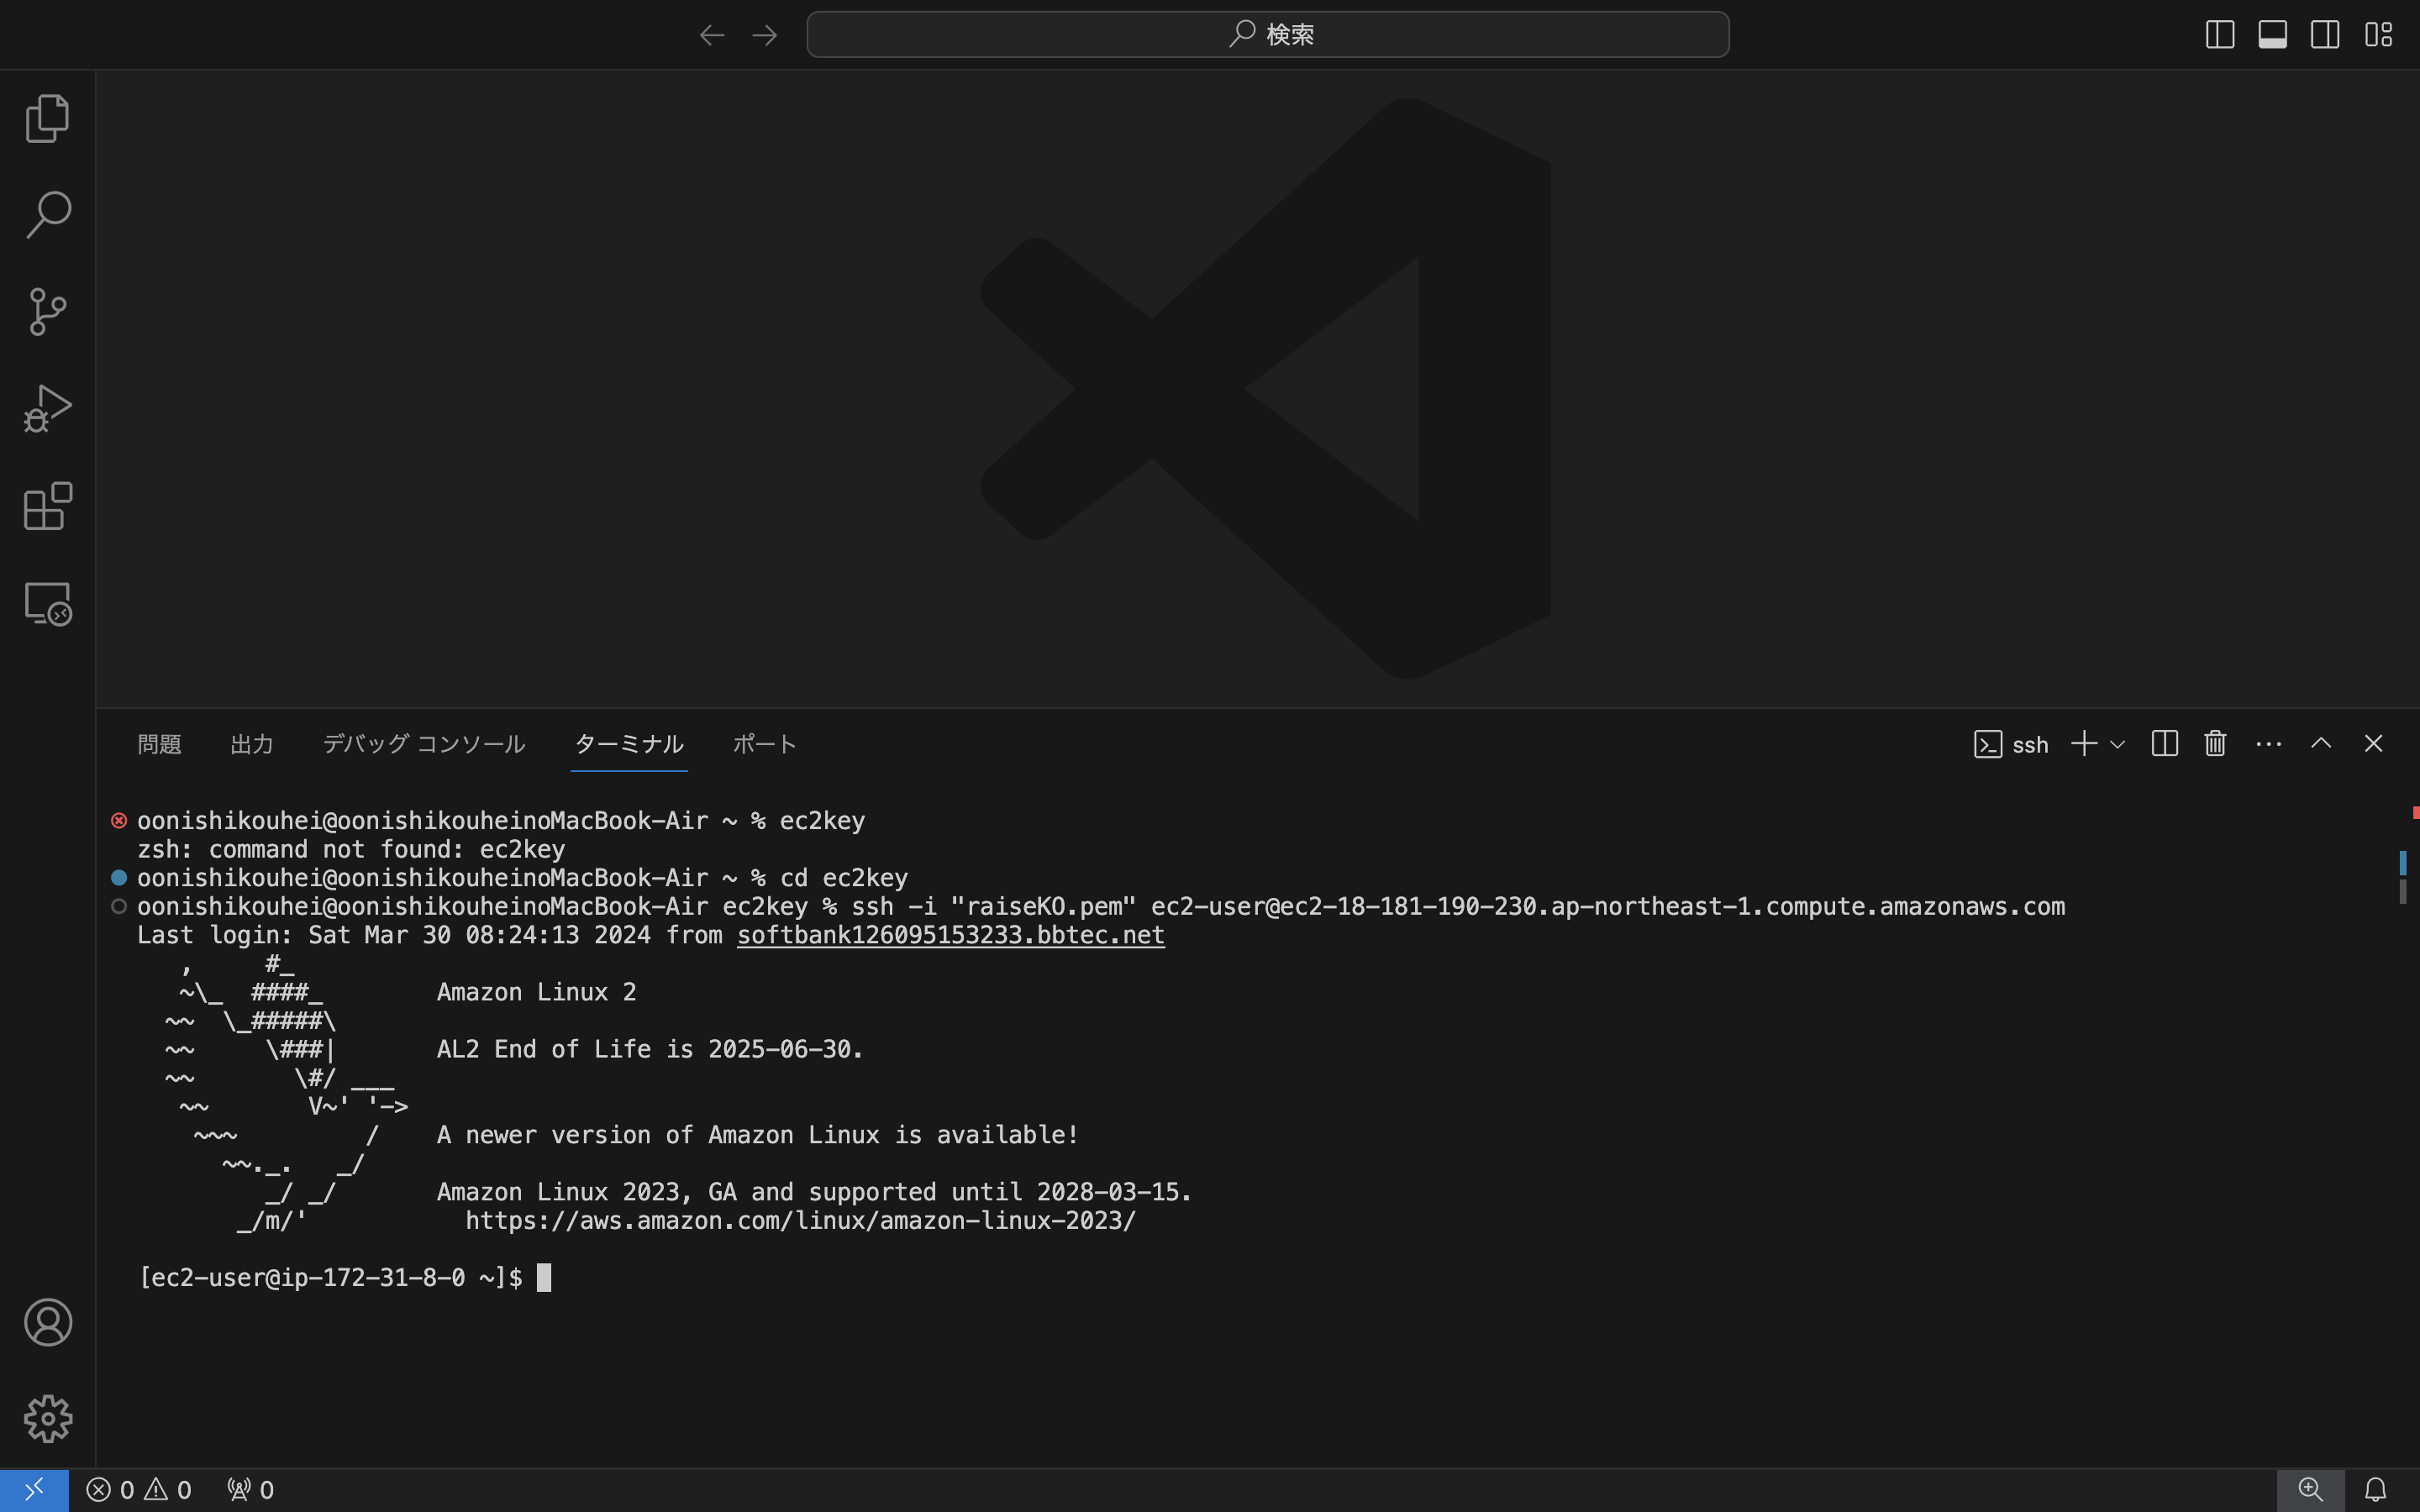 検索
問題 出力 デバッグ コンソール ターミナル ポート ssh
oonishikouhei@oonishikouheinoMacBook-Air ~ % ec2key
zsh: command not found: ec2key
oonishikouhei@oonishikouheinoMacBook-Air ~ % cd ec2key
oonishikouhei@oonishikouheinoMacBook-Air ec2key % ssh -i "raiseKO.pem" ec2-user@ec2-18-181-190-230.ap-northeast-1.compute.amazonaws.com
Last login: Sat Mar 30 08:24:13 2024 from softbank126095153233.bbtec.net
   ,     #_
   ~\_  ####_        Amazon Linux 2
  ~~  \_#####\
  ~~     \###|       AL2 End of Life is 2025-06-30.
  ~~       \#/ ___
   ~~       V~' '->
    ~~~         /    A newer version of Amazon Linux is available!
      ~~._.   _/
         _/ _/       Amazon Linux 2023, GA and supported until 2028-03-15.
       _/m/'           https://aws.amazon.com/linux/amazon-linux-2023/
[ec2-user@ip-172-31-8-0 ~]$
0 0 0